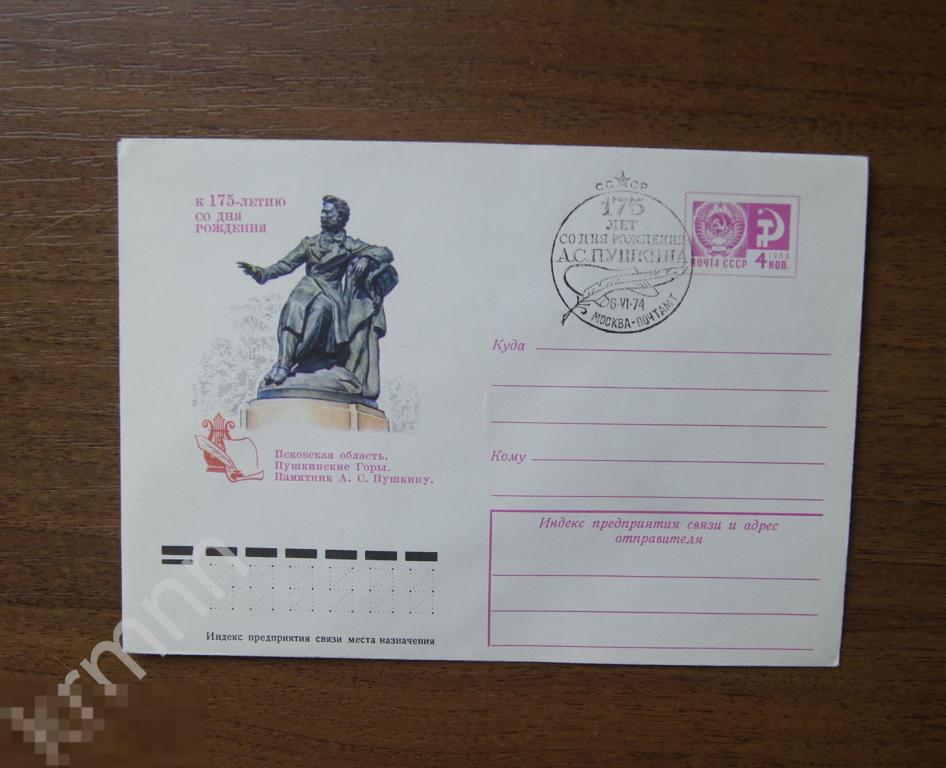 К 175-ЛЕТИЮ
СО ДНЯ
РОЖДЕНИЯ
СССР
175
ЛЕТ
СО ДНЯ РОЖДЕНИЯ
А.С. ПУШКИНА
6·VI·74
МОСКВА-ПОЧТАМТ
1966
ПОЧТА СССР 4 КОП.
Куда
Кому
Псковская область.
Пушкинские Горы.
Памятник А. С. Пушкину.
Индекс предприятия связи и адрес
отправителя
Индекс предприятия связи места назначения